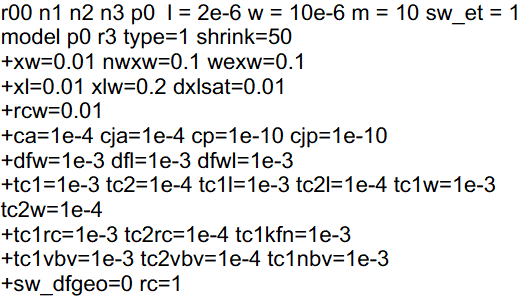 r00 n1 n2 n3 p0 l = 2e-6 w = 10e-6 m = 10 sw_et = 1
model p0 r3 type=1 shrink=50
+xw=0.01 nwxw=0.1 wexw=0.1
+xl=0.01 xlw=0.2 dxlsat=0.01
+rcw=0.01
+ca=1e-4 cja=1e-4 cp=1e-10 cjp=1e-10
+dfw=1e-3 dfl=1e-3 dfwl=1e-3
+tc1=1e-3 tc2=1e-4 tc1l=1e-3 tc2l=1e-4 tc1w=1e-3
tc2w=1e-4
+tc1rc=1e-3 tc2rc=1e-4 tc1kfn=1e-3
+tc1vbv=1e-3 tc2vbv=1e-4 tc1nbv=1e-3
+sw_dfgeo=0 rc=1